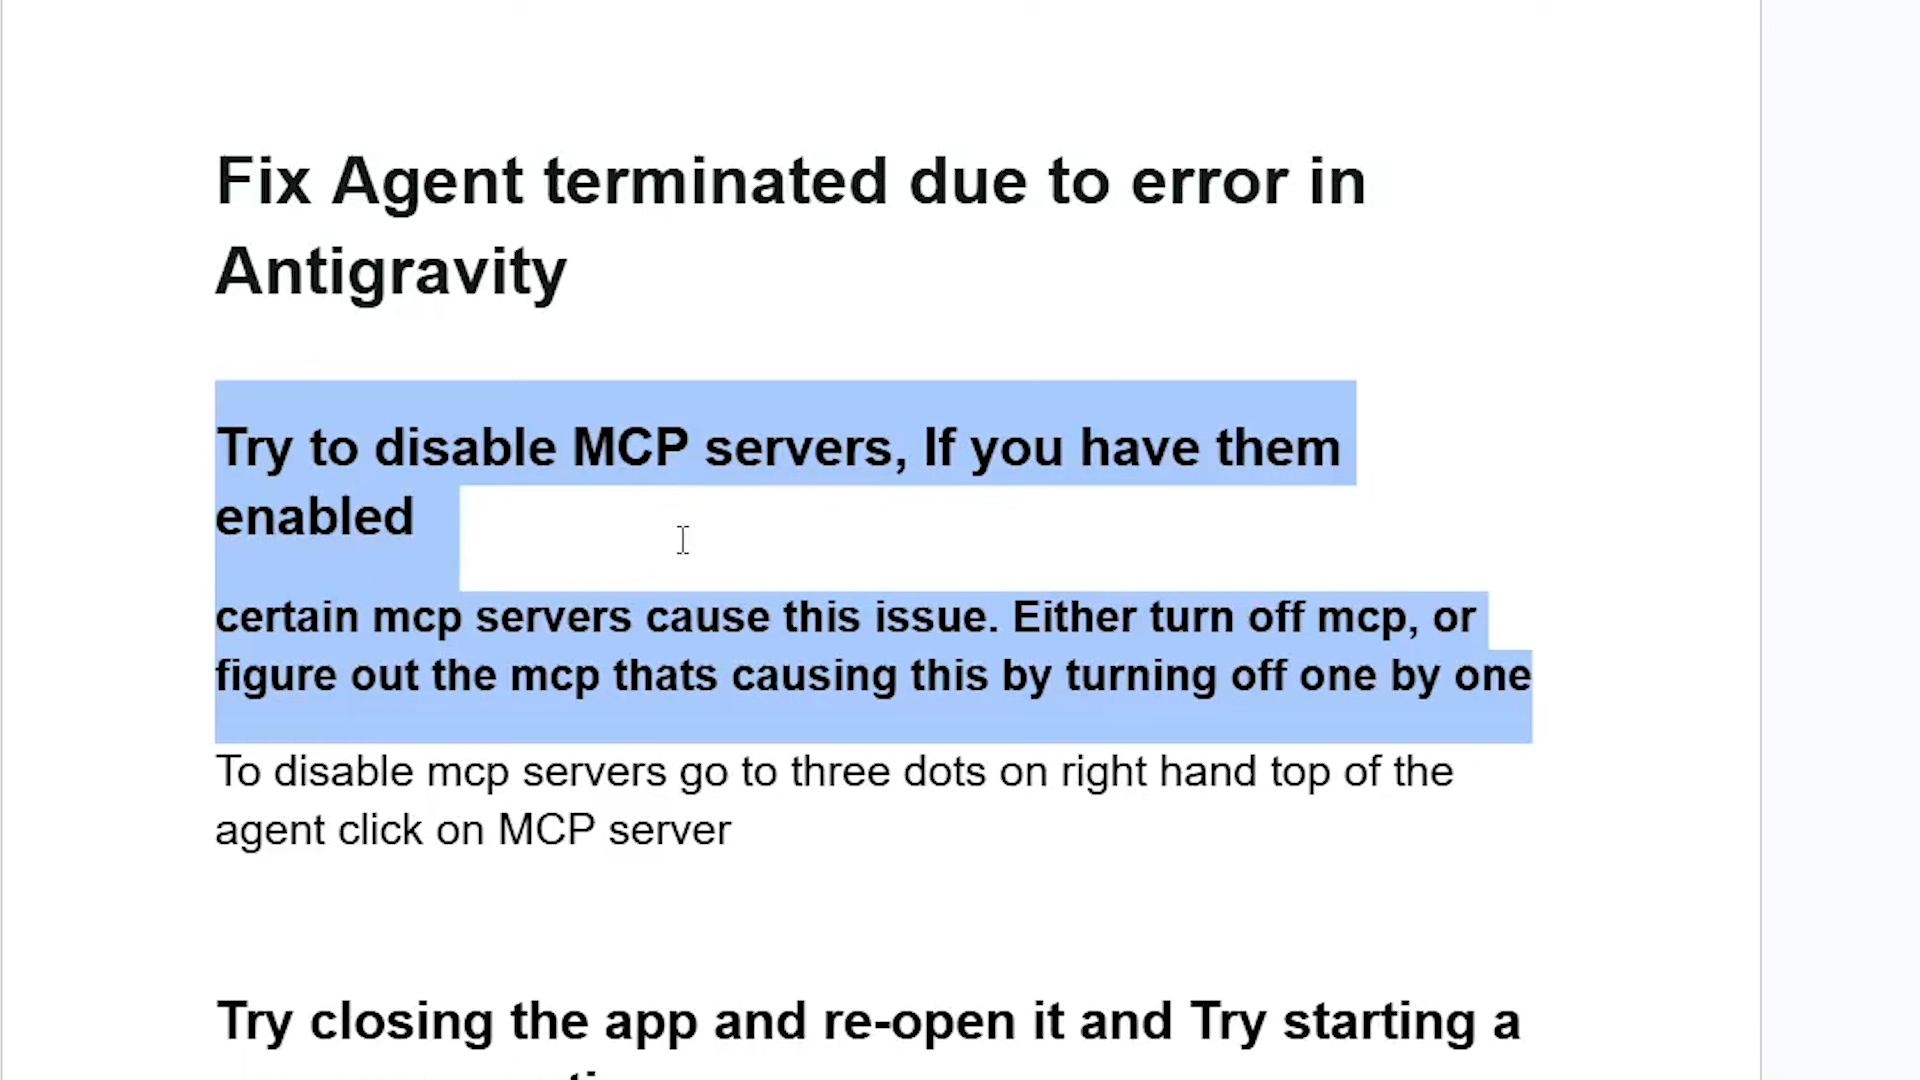 Fix Agent terminated due to error in
Antigravity
Try to disable MCP servers, If you have them
enabled
certain mcp servers cause this issue. Either turn off mcp, or
figure out the mcp thats causing this by turning off one by one
To disable mcp servers go to three dots on right hand top of the
agent click on MCP server
Try closing the app and re-open it and Try starting a